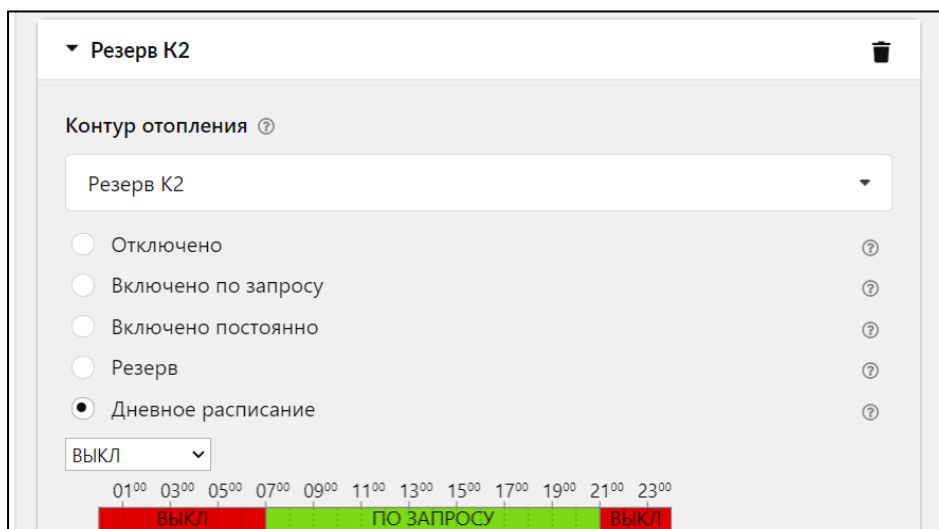 Резерв К2
Контур отопления ?
Резерв К2
Отключено ?
Включено по запросу ?
Включено постоянно ?
Резерв ?
Дневное расписание ?
ВЫКЛ
01⁰⁰ 03⁰⁰ 05⁰⁰ 07⁰⁰ 09⁰⁰ 11⁰⁰ 13⁰⁰ 15⁰⁰ 17⁰⁰ 19⁰⁰ 21⁰⁰ 23⁰⁰
ВЫКЛ ПО ЗАПРОСУ ВЫКЛ